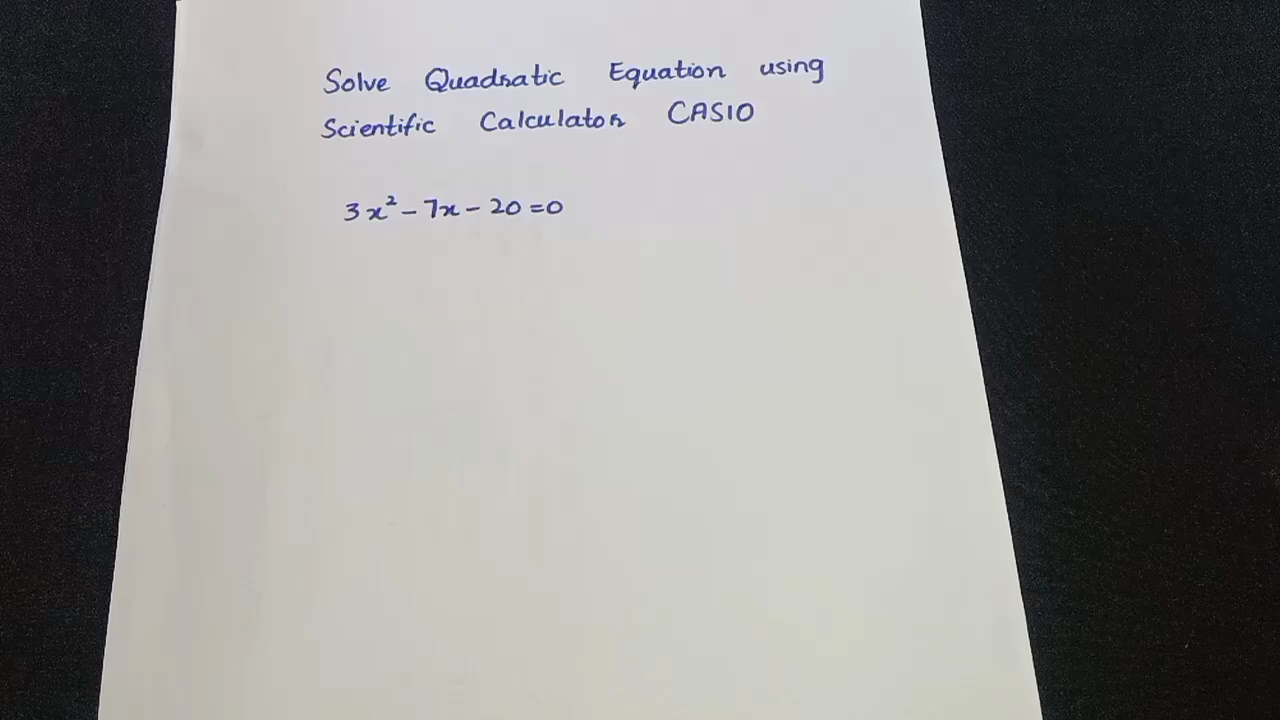 Solve Quadratic Equation using
Scientific Calculator CASIO
3x² - 7x - 20 = 0